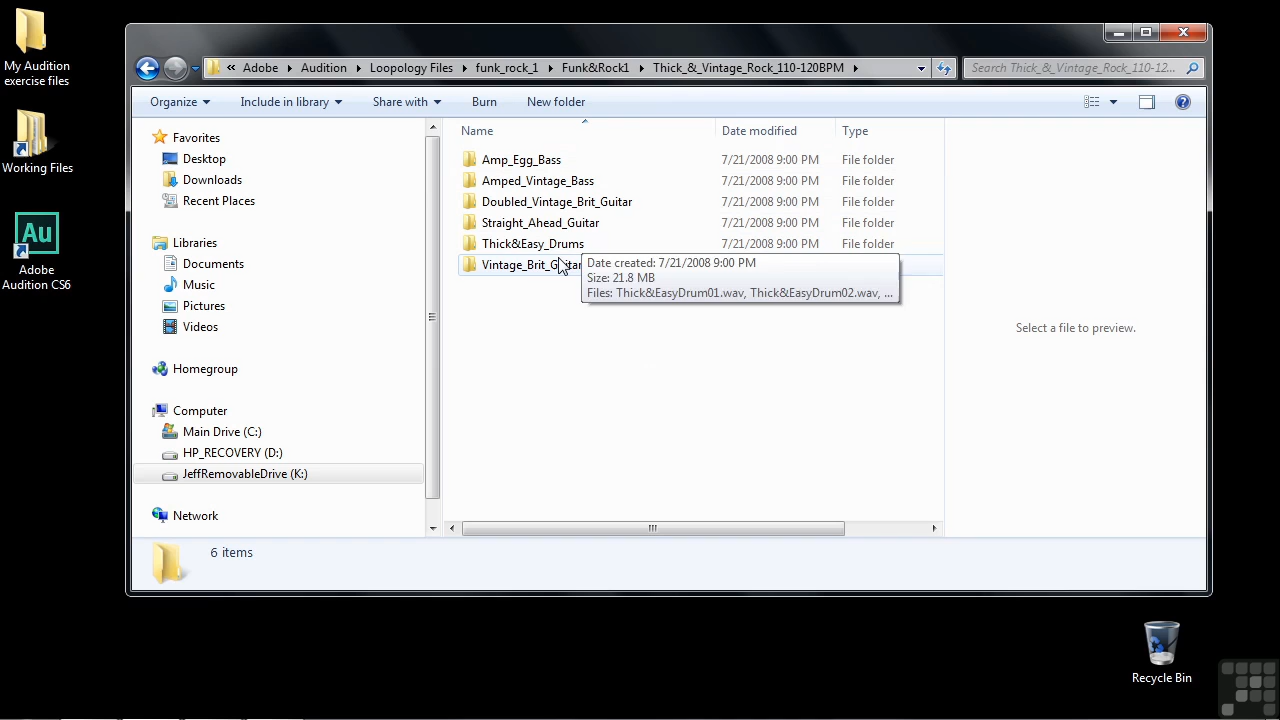 My Audition
exercise files
Working Files
Au
Adobe
Audition CS6
« Adobe Audition Loopology Files funk_rock_1 Funk&Rock1 Thick_&_Vintage_Rock_110-120BPM
Search Thick_&_Vintage_Rock_110-12...
Organize Include in library Share with Burn New folder
Favorites
Desktop
Downloads
Recent Places
Libraries
Documents
Music
Pictures
Videos
Homegroup
Computer
Main Drive (C:)
HP_RECOVERY (D:)
JeffRemovableDrive (K:)
Network
Name Date modified Type
Amp_Egg_Bass 7/21/2008 9:00 PM File folder
Amped_Vintage_Bass 7/21/2008 9:00 PM File folder
Doubled_Vintage_Brit_Guitar 7/21/2008 9:00 PM File folder
Straight_Ahead_Guitar 7/21/2008 9:00 PM File folder
Thick&Easy_Drums 7/21/2008 9:00 PM File folder
Vintage_Brit_Guitar
Date created: 7/21/2008 9:00 PM
Size: 21.8 MB
Files: Thick&EasyDrum01.wav, Thick&EasyDrum02.wav, ...
Select a file to preview.
6 items
Recycle Bin